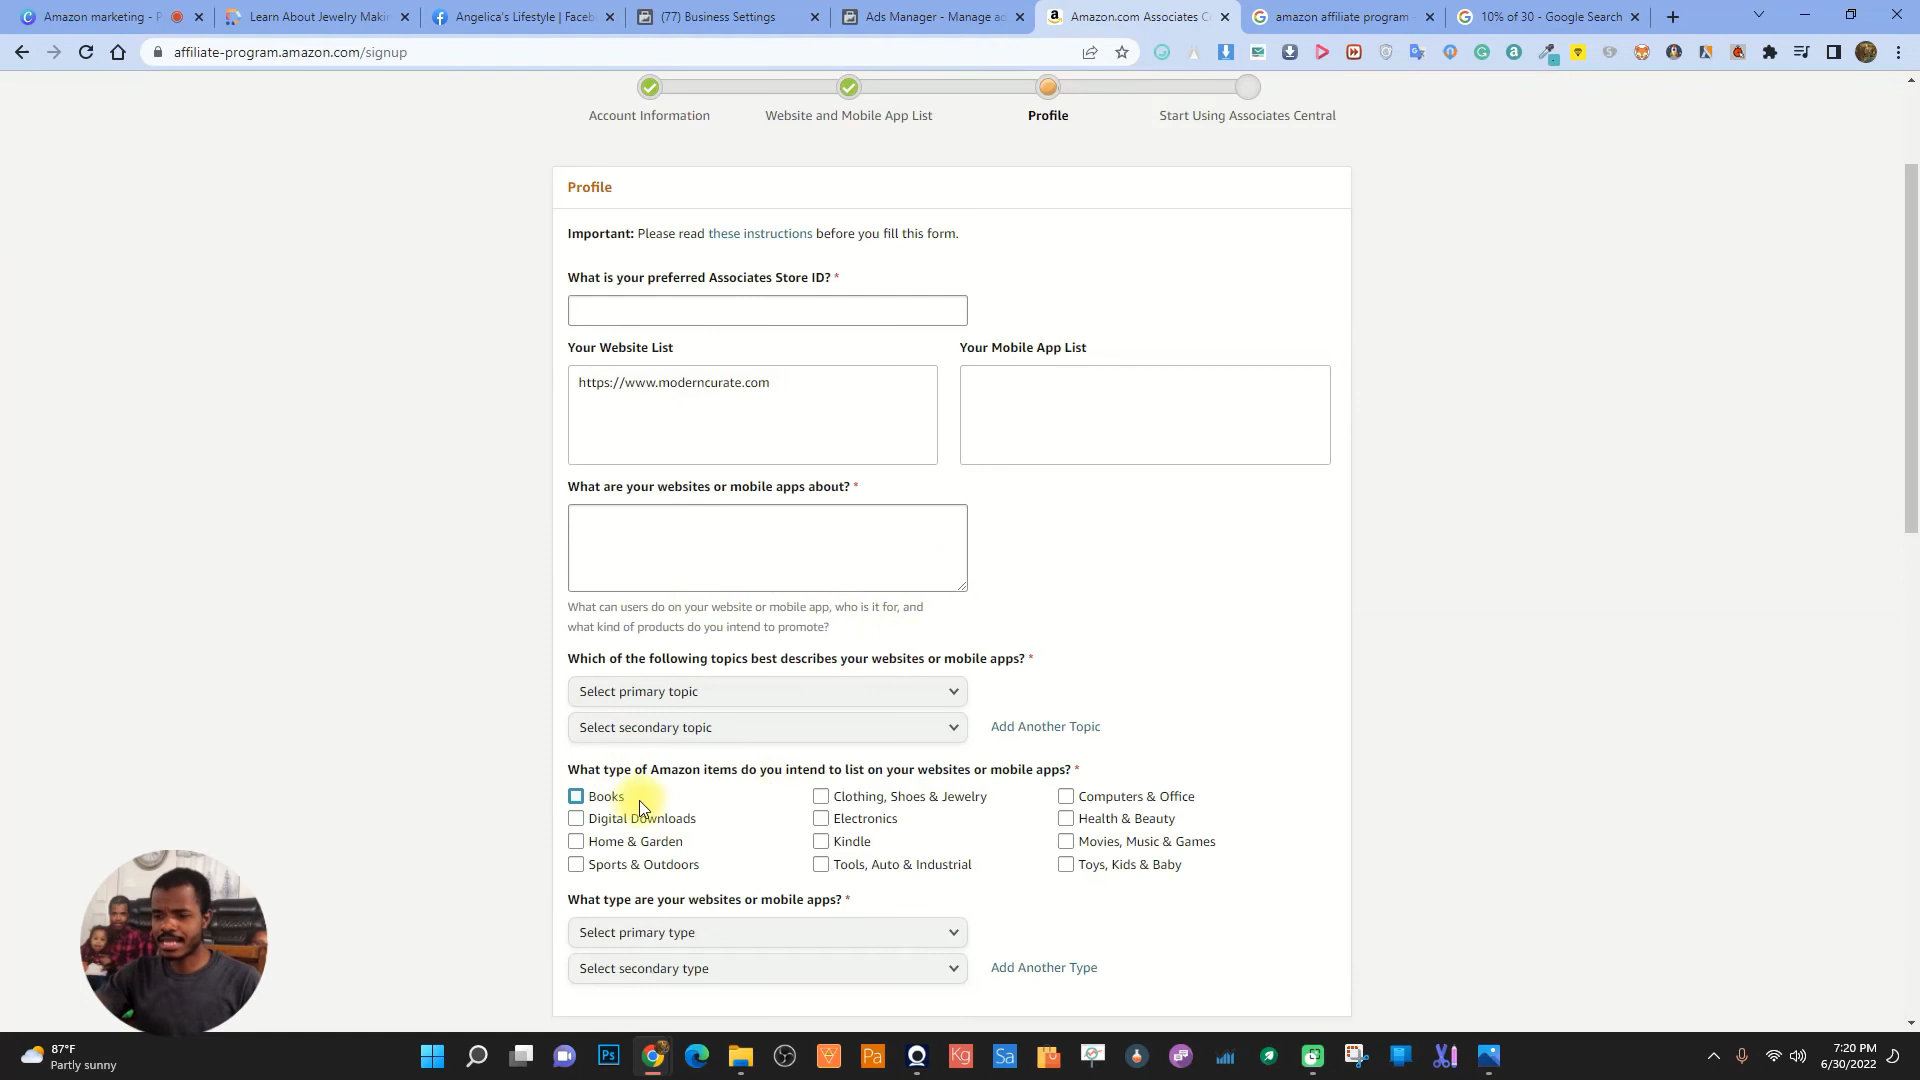 Amazon marketing - P
Learn About Jewelry Makin
Angelica's Lifestyle | Faceb
(77) Business Settings
Ads Manager - Manage ad
Amazon.com Associates C
amazon affiliate program -
10% of 30 - Google Search
affiliate-program.amazon.com/signup
Account Information
Website and Mobile App List
Profile
Start Using Associates Central
Profile
Important: Please read these instructions before you fill this form.
What is your preferred Associates Store ID? *
Your Website List
Your Mobile App List
https://www.moderncurate.com
What are your websites or mobile apps about? *
What can users do on your website or mobile app, who is it for, and
what kind of products do you intend to promote?
Which of the following topics best describes your websites or mobile apps? *
Select primary topic
Select secondary topic
Add Another Topic
What type of Amazon items do you intend to list on your websites or mobile apps? *
Books
Clothing, Shoes & Jewelry
Computers & Office
Digital Downloads
Electronics
Health & Beauty
Home & Garden
Kindle
Movies, Music & Games
Sports & Outdoors
Tools, Auto & Industrial
Toys, Kids & Baby
What type are your websites or mobile apps? *
Select primary type
Select secondary type
Add Another Type
87°F
Partly sunny
Ps
Pa
Kg
Sa
7:20 PM
6/30/2022